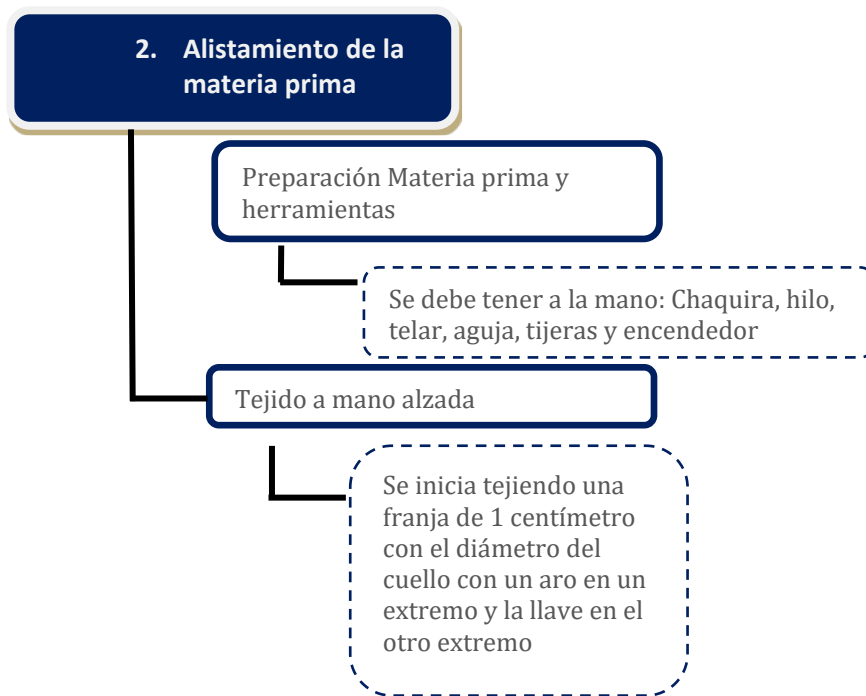 2. Alistamiento de la
materia prima
Preparación Materia prima y
herramientas
Se debe tener a la mano: Chaquira, hilo,
telar, aguja, tijeras y encendedor
Tejido a mano alzada
Se inicia tejiendo una
franja de 1 centímetro
con el diámetro del
cuello con un aro en un
extremo y la llave en el
otro extremo